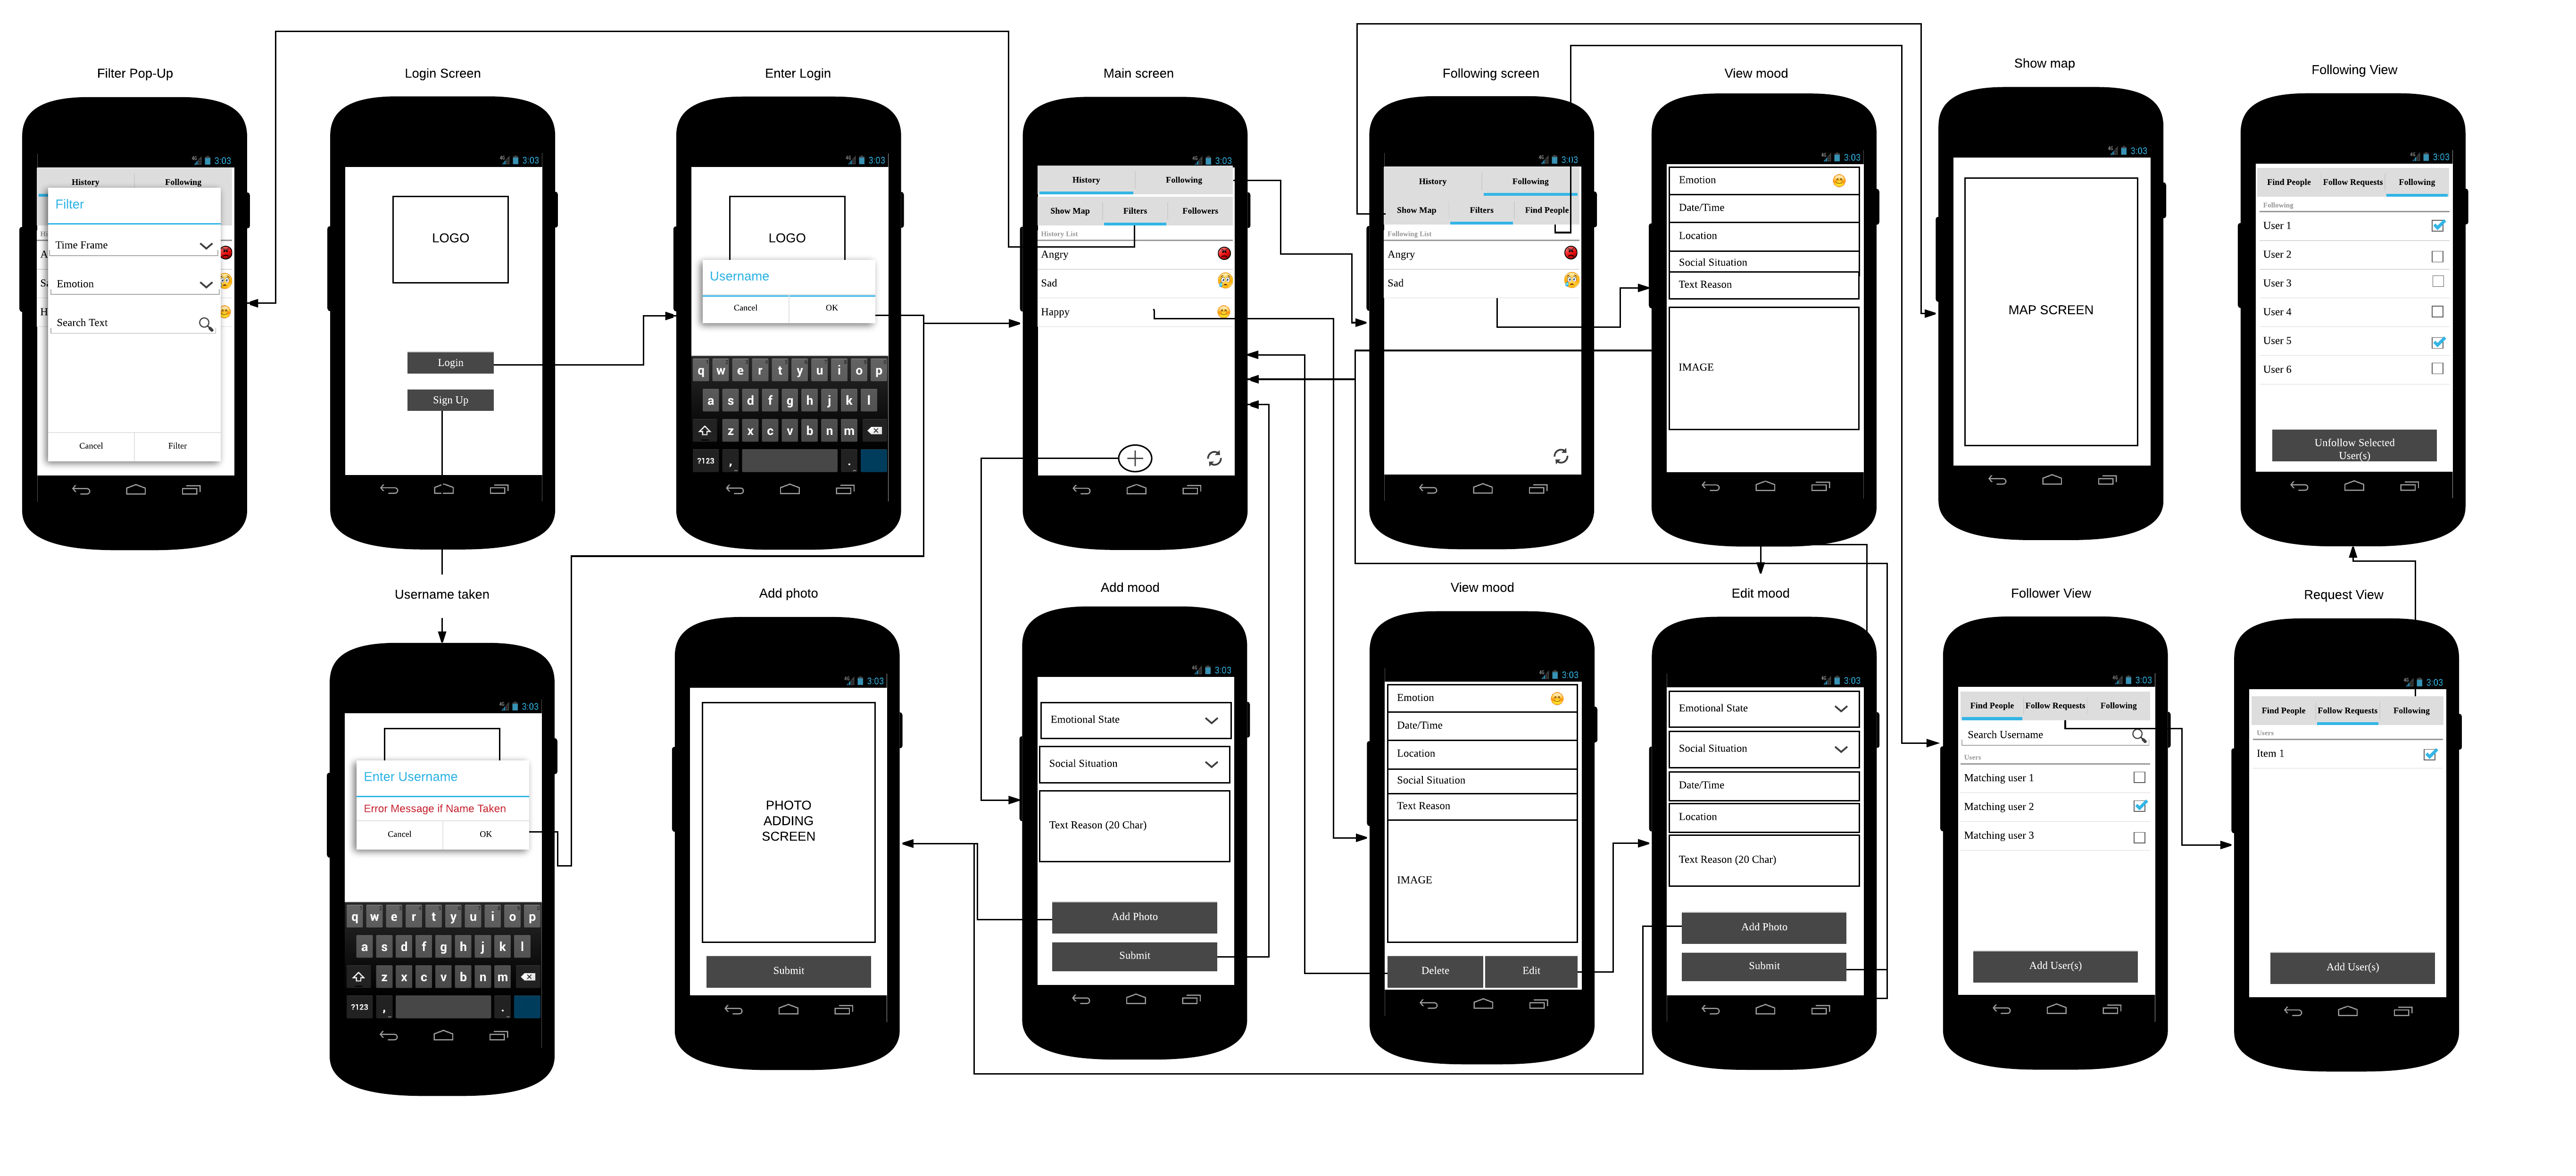 Filter Pop-Up
3:03
History Following
Filter
Hi
A
Time Frame
Sa
Emotion
H
Search Text
Cancel Filter
Login Screen
3:03
LOGO
Login
Sign Up
Enter Login
3:03
LOGO
Username
Cancel OK
q w e r t y u i o p
a s d f g h j k l
z x c v b n m
?123 , .
Main screen
3:03
History Following
Show Map Filters Followers
History List
Angry
Sad
Happy
Following screen
3:03
History Following
Show Map Filters Find People
Following List
Angry
Sad
View mood
3:03
Emotion
Date/Time
Location
Social Situation
Text Reason
IMAGE
Show map
3:03
MAP SCREEN
Following View
3:03
Find People Follow Requests Following
Following
User 1
User 2
User 3
User 4
User 5
User 6
Unfollow Selected
User(s)
Username taken
3:03
Enter Username
Error Message if Name Taken
Cancel OK
q w e r t y u i o p
a s d f g h j k l
z x c v b n m
?123 , .
Add photo
3:03
PHOTO
ADDING
SCREEN
Submit
Add mood
3:03
Emotional State
Social Situation
Text Reason (20 Char)
Add Photo
Submit
View mood
3:03
Emotion
Date/Time
Location
Social Situation
Text Reason
IMAGE
Delete Edit
Edit mood
3:03
Emotional State
Social Situation
Date/Time
Location
Text Reason (20 Char)
Add Photo
Submit
Follower View
3:03
Find People Follow Requests Following
Search Username
Users
Matching user 1
Matching user 2
Matching user 3
Add User(s)
Request View
3:03
Find People Follow Requests Following
Users
Item 1
Add User(s)